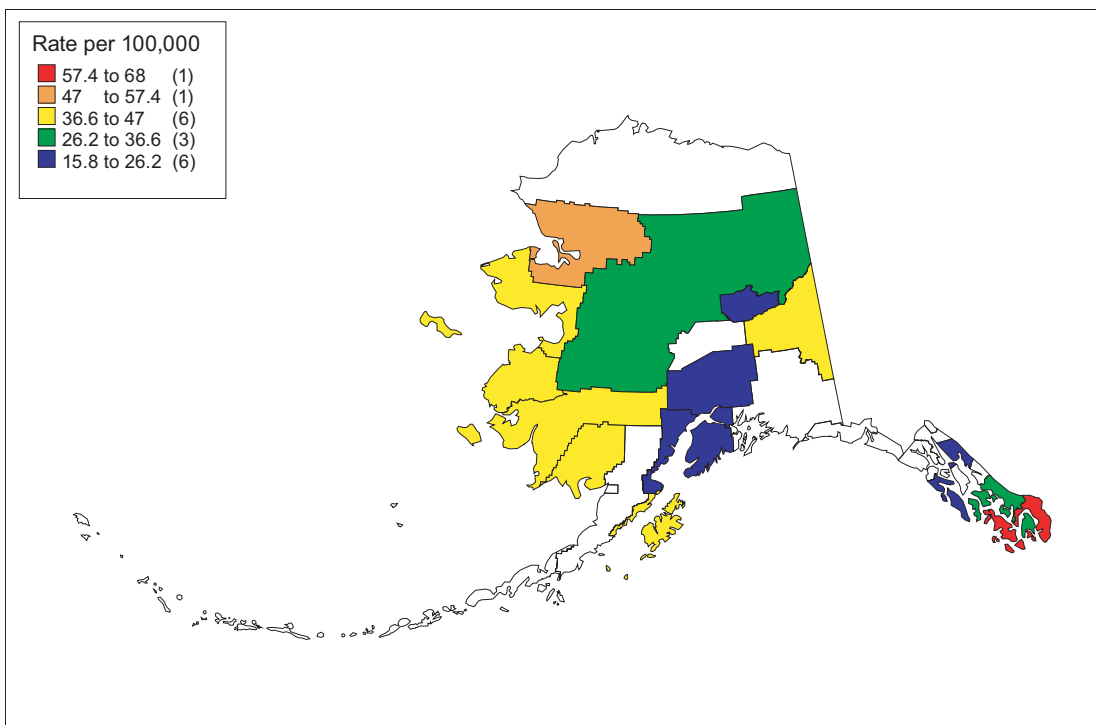 Rate per 100,000
57.4 to 68 (1)
47 to 57.4 (1)
36.6 to 47 (6)
26.2 to 36.6 (3)
15.8 to 26.2 (6)